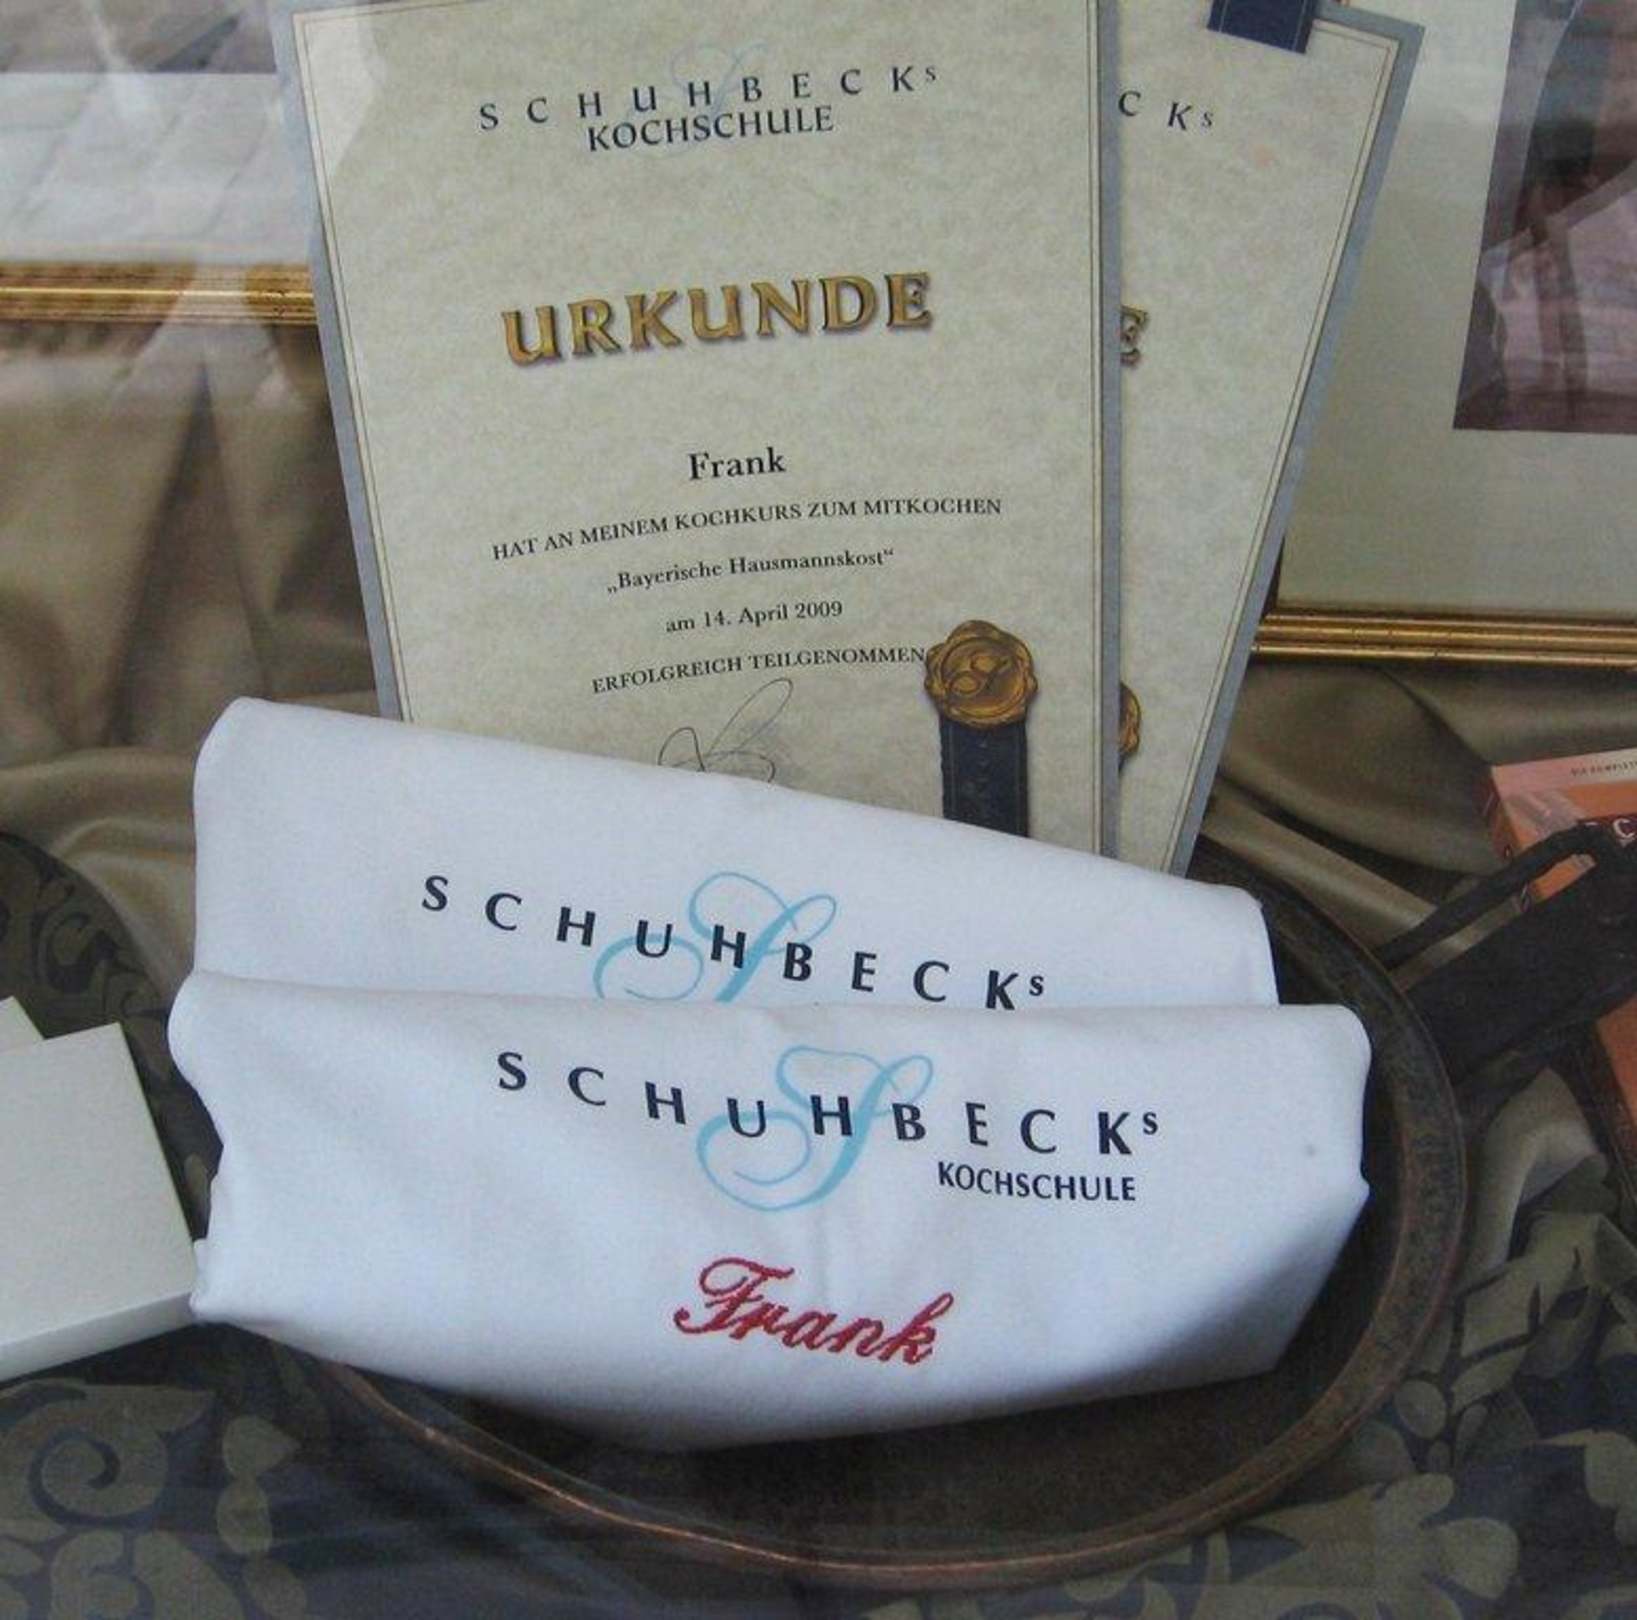 SCHUHBECKs
KOCHSCHULE
URKUNDE
Frank
HAT AN MEINEM KOCHKURS ZUM MITKOCHEN
„Bayerische Hausmannskost“
am 14. April 2009
ERFOLGREICH TEILGENOMMEN
CKs
E
SCHUHBECKs
SCHUHBECKs
KOCHSCHULE
Frank